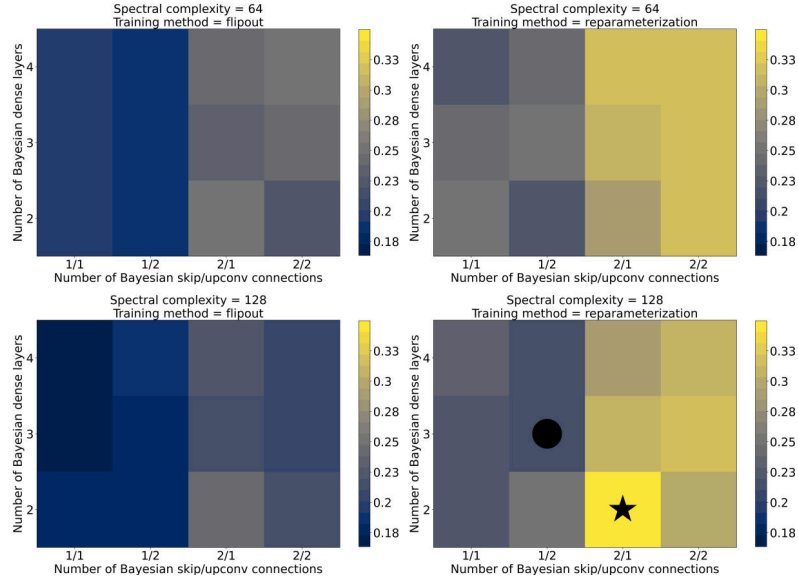 Spectral complexity = 64
Training method = flipout
Number of Bayesian dense layers
4
3
2
1/1 1/2 2/1 2/2
Number of Bayesian skip/upconv connections
0.33
0.3
0.28
0.25
0.23
0.2
0.18
Spectral complexity = 64
Training method = reparameterization
Number of Bayesian dense layers
4
3
2
1/1 1/2 2/1 2/2
Number of Bayesian skip/upconv connections
0.33
0.3
0.28
0.25
0.23
0.2
0.18
Spectral complexity = 128
Training method = flipout
Number of Bayesian dense layers
4
3
2
1/1 1/2 2/1 2/2
Number of Bayesian skip/upconv connections
0.33
0.3
0.28
0.25
0.23
0.2
0.18
Spectral complexity = 128
Training method = reparameterization
Number of Bayesian dense layers
4
3
2
1/1 1/2 2/1 2/2
Number of Bayesian skip/upconv connections
0.33
0.3
0.28
0.25
0.23
0.2
0.18